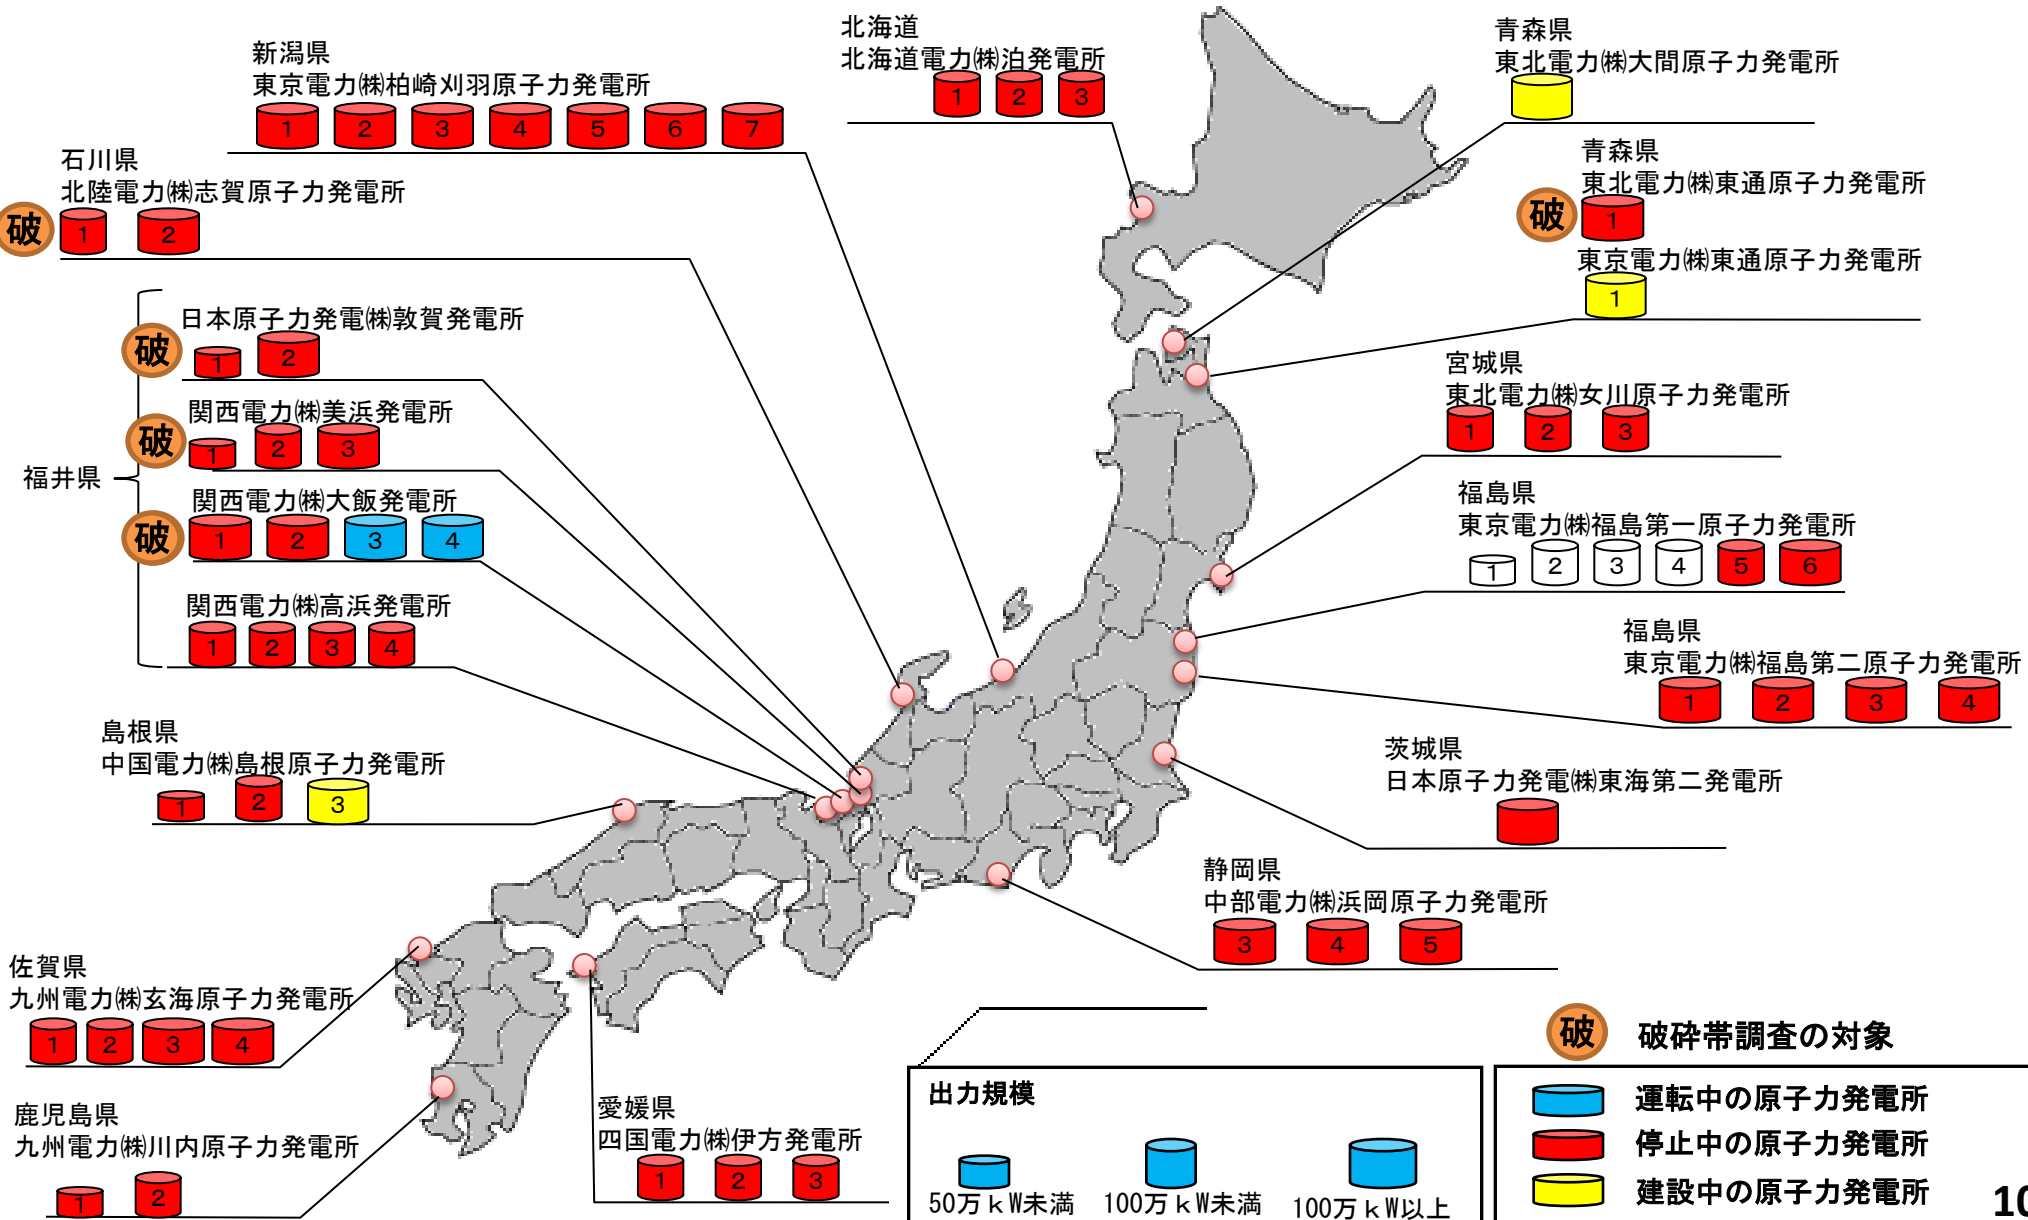 新潟県
東京電力㈱柏崎刈羽原子力発電所
1 2 3 4 5 6 7
北海道
北海道電力㈱泊発電所
1 2 3
青森県
東北電力㈱大間原子力発電所
青森県
東北電力㈱東通原子力発電所
破 1
東京電力㈱東通原子力発電所
1
石川県
北陸電力㈱志賀原子力発電所
破 1 2
福井県
日本原子力発電㈱敦賀発電所
破 1 2
関西電力㈱美浜発電所
破 1 2 3
関西電力㈱大飯発電所
破 1 2 3 4
関西電力㈱高浜発電所
1 2 3 4
宮城県
東北電力㈱女川原子力発電所
1 2 3
福島県
東京電力㈱福島第一原子力発電所
1 2 3 4 5 6
福島県
東京電力㈱福島第二原子力発電所
1 2 3 4
島根県
中国電力㈱島根原子力発電所
1 2 3
茨城県
日本原子力発電㈱東海第二発電所
静岡県
中部電力㈱浜岡原子力発電所
3 4 5
佐賀県
九州電力㈱玄海原子力発電所
1 2 3 4
鹿児島県
九州電力㈱川内原子力発電所
1 2
愛媛県
四国電力㈱伊方発電所
1 2 3
出力規模
50万ｋW未満 100万ｋW未満 100万ｋW以上
破 破砕帯調査の対象
運転中の原子力発電所
停止中の原子力発電所
建設中の原子力発電所
10